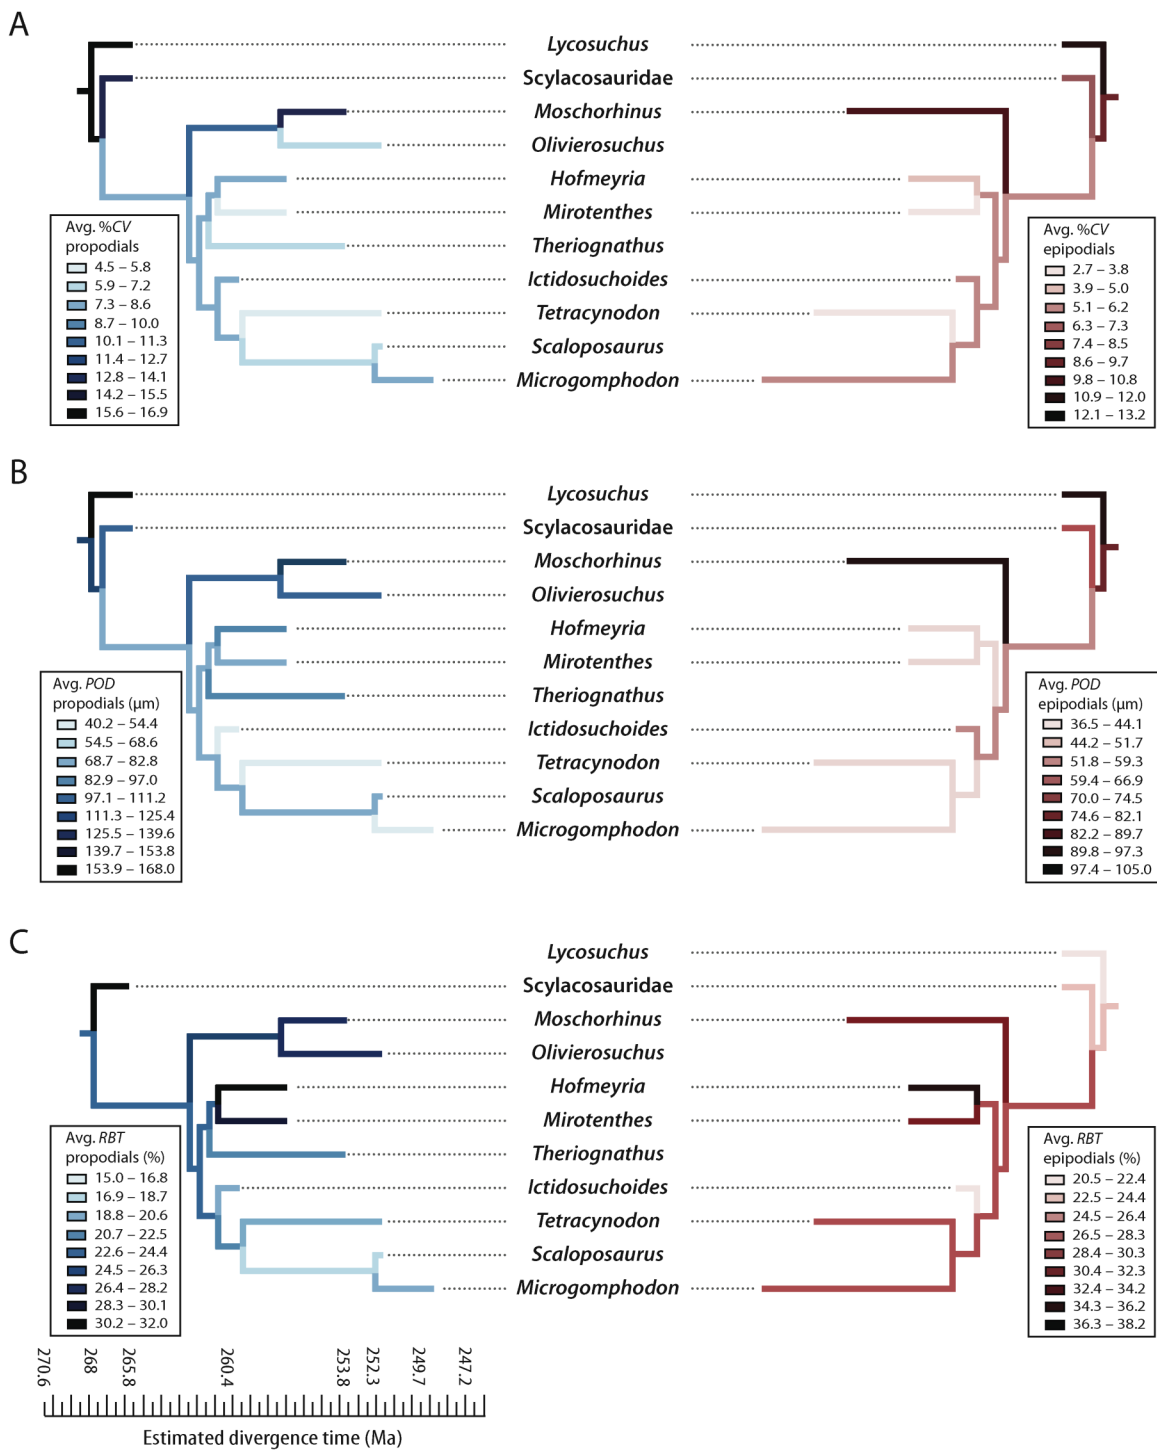 A
Lycosuchus
Scylacosauridae
Moschorhinus
Olivierosuchus
Hofmeyria
Mirotenthes
Theriognathus
Ictidosuchoides
Tetracynodon
Scaloposaurus
Microgomphodon
Avg. %CV
propodials
4.5 – 5.8
5.9 – 7.2
7.3 – 8.6
8.7 – 10.0
10.1 – 11.3
11.4 – 12.7
12.8 – 14.1
14.2 – 15.5
15.6 – 16.9
Avg. %CV
epipodials
2.7 – 3.8
3.9 – 5.0
5.1 – 6.2
6.3 – 7.3
7.4 – 8.5
8.6 – 9.7
9.8 – 10.8
10.9 – 12.0
12.1 – 13.2
B
Lycosuchus
Scylacosauridae
Moschorhinus
Olivierosuchus
Hofmeyria
Mirotenthes
Theriognathus
Ictidosuchoides
Tetracynodon
Scaloposaurus
Microgomphodon
Avg. POD
propodials (µm)
40.2 – 54.4
54.5 – 68.6
68.7 – 82.8
82.9 – 97.0
97.1 – 111.2
111.3 – 125.4
125.5 – 139.6
139.7 – 153.8
153.9 – 168.0
Avg. POD
epipodials (µm)
36.5 – 44.1
44.2 – 51.7
51.8 – 59.3
59.4 – 66.9
70.0 – 74.5
74.6 – 82.1
82.2 – 89.7
89.8 – 97.3
97.4 – 105.0
C
Lycosuchus
Scylacosauridae
Moschorhinus
Olivierosuchus
Hofmeyria
Mirotenthes
Theriognathus
Ictidosuchoides
Tetracynodon
Scaloposaurus
Microgomphodon
Avg. RBT
propodials (%)
15.0 – 16.8
16.9 – 18.7
18.8 – 20.6
20.7 – 22.5
22.6 – 24.4
24.5 – 26.3
26.4 – 28.2
28.3 – 30.1
30.2 – 32.0
Avg. RBT
epipodials (%)
20.5 – 22.4
22.5 – 24.4
24.5 – 26.4
26.5 – 28.3
28.4 – 30.3
30.4 – 32.3
32.4 – 34.2
34.3 – 36.2
36.3 – 38.2
270.6
268
265.8
260.4
253.8
252.3
249.7
247.2
Estimated divergence time (Ma)